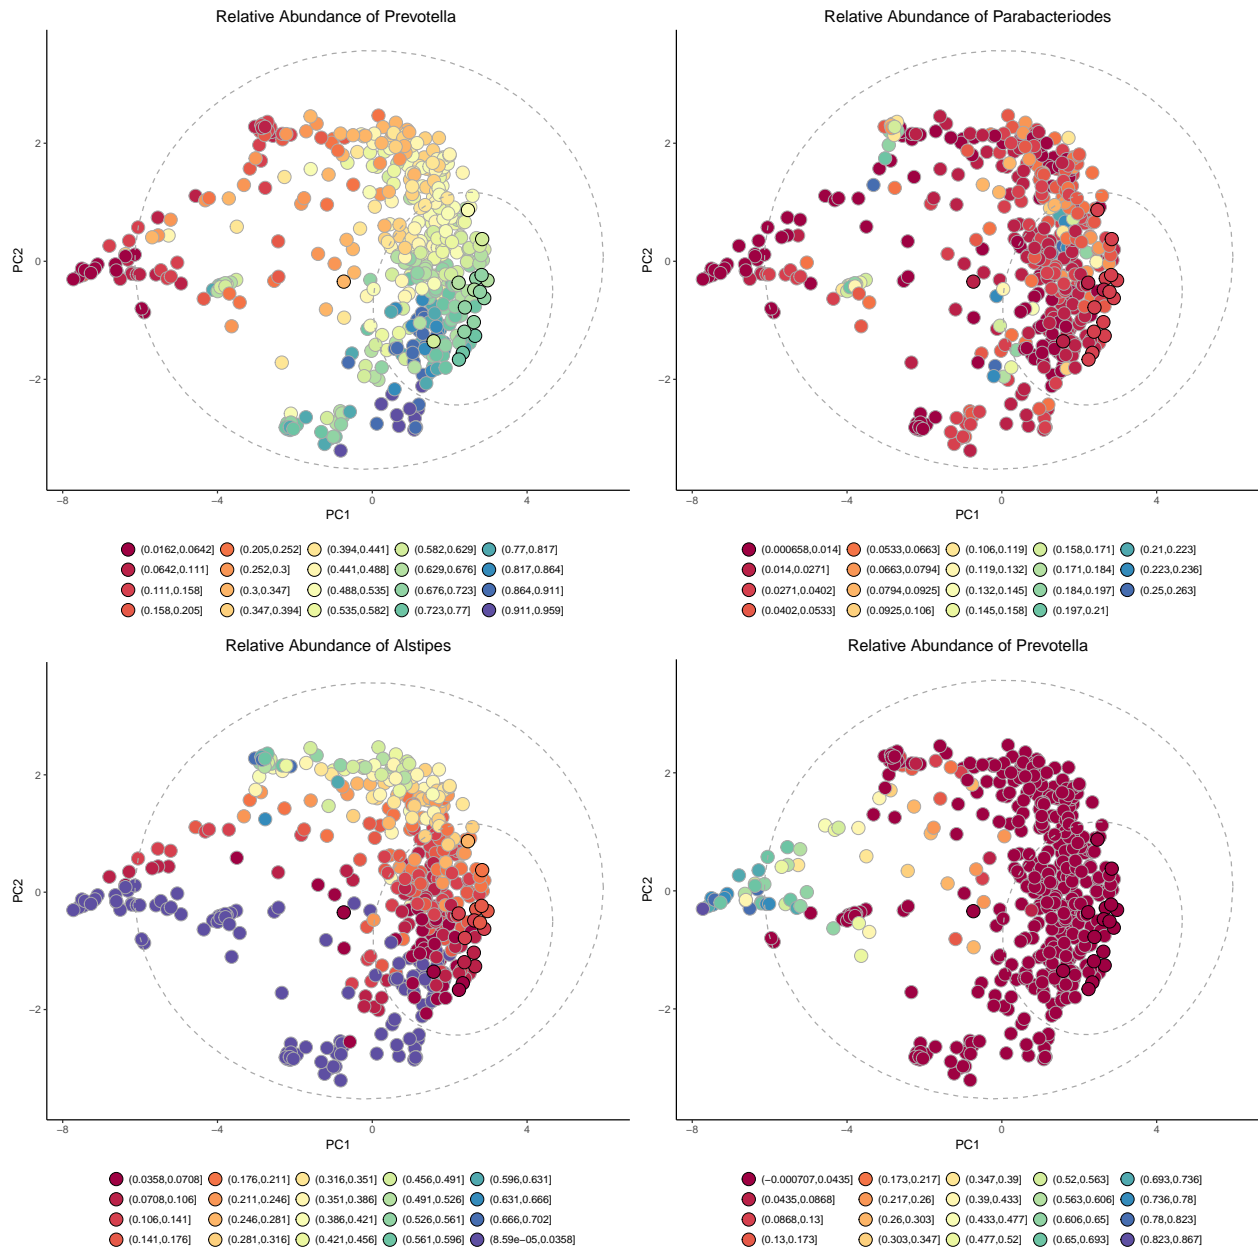 Relative Abundance of Prevotella
Relative Abundance of Parabacteriodes
PC2
2
0
−2
−8
−4
0
4
PC1
PC2
2
0
−2
−8
−4
0
4
PC1
(0.0162,0.0642] (0.205,0.252] (0.394,0.441] (0.582,0.629] (0.77,0.817]
(0.0642,0.111] (0.252,0.3] (0.441,0.488] (0.629,0.676] (0.817,0.864]
(0.111,0.158] (0.3,0.347] (0.488,0.535] (0.676,0.723] (0.864,0.911]
(0.158,0.205] (0.347,0.394] (0.535,0.582] (0.723,0.77] (0.911,0.959]
(0.000658,0.014] (0.0533,0.0663] (0.106,0.119] (0.158,0.171] (0.21,0.223]
(0.014,0.0271] (0.0663,0.0794] (0.119,0.132] (0.171,0.184] (0.223,0.236]
(0.0271,0.0402] (0.0794,0.0925] (0.132,0.145] (0.184,0.197] (0.25,0.263]
(0.0402,0.0533] (0.0925,0.106] (0.145,0.158] (0.197,0.21]
Relative Abundance of Alstipes
Relative Abundance of Prevotella
PC2
2
0
−2
−8
−4
0
4
PC1
PC2
2
0
−2
−8
−4
0
4
PC1
(0.0358,0.0708] (0.176,0.211] (0.316,0.351] (0.456,0.491] (0.596,0.631]
(0.0708,0.106] (0.211,0.246] (0.351,0.386] (0.491,0.526] (0.631,0.666]
(0.106,0.141] (0.246,0.281] (0.386,0.421] (0.526,0.561] (0.666,0.702]
(0.141,0.176] (0.281,0.316] (0.421,0.456] (0.561,0.596] (8.59e−05,0.0358]
(−0.000707,0.0435] (0.173,0.217] (0.347,0.39] (0.52,0.563] (0.693,0.736]
(0.0435,0.0868] (0.217,0.26] (0.39,0.433] (0.563,0.606] (0.736,0.78]
(0.0868,0.13] (0.26,0.303] (0.433,0.477] (0.606,0.65] (0.78,0.823]
(0.13,0.173] (0.303,0.347] (0.477,0.52] (0.65,0.693] (0.823,0.867]